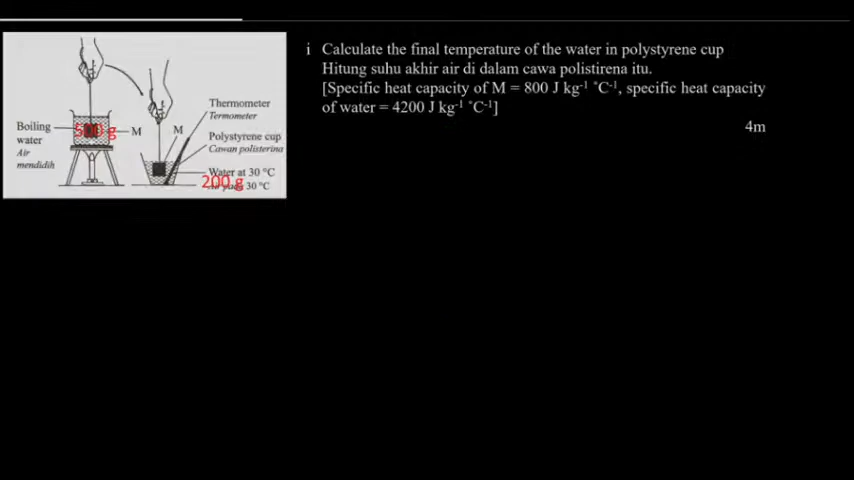 Boiling
water
Air
mendidih
500 g
M
M
Thermometer
Termometer
Polystyrene cup
Cawan polisterina
Water at 30 °C
200 g
30 °C
i Calculate the final temperature of the water in polystyrene cup
Hitung suhu akhir air di dalam cawa polistirena itu.
[Specific heat capacity of M = 800 J kg⁻¹ ˚C⁻¹, specific heat capacity
of water = 4200 J kg⁻¹ ˚C⁻¹]
4m